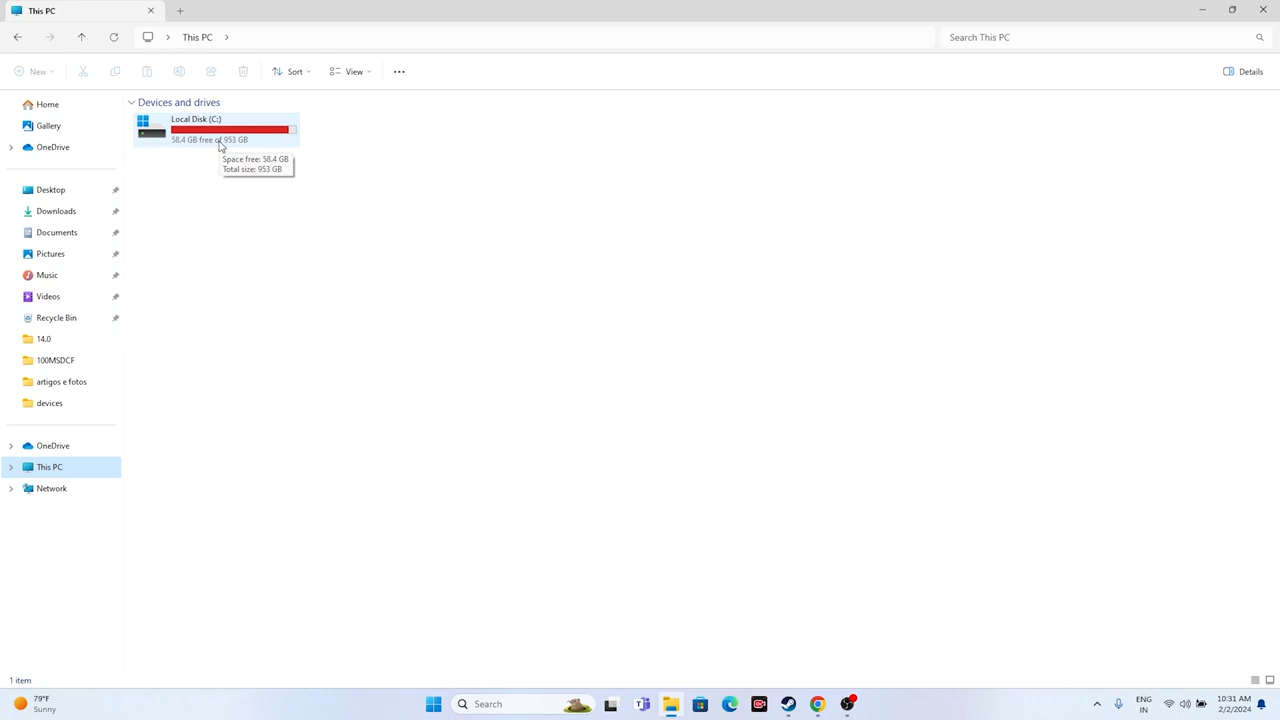 This PC
This PC
Search This PC
New
Sort
View
Details
Home
Gallery
OneDrive
Desktop
Downloads
Documents
Pictures
Music
Videos
Recycle Bin
14.0
100MSDCF
artigos e fotos
devices
OneDrive
This PC
Network
Devices and drives
Local Disk (C:)
58.4 GB free of 953 GB
Space free: 58.4 GB
Total size: 953 GB
1 item
79°F
Sunny
Search
ENG
IN
10:31 AM
2/2/2024